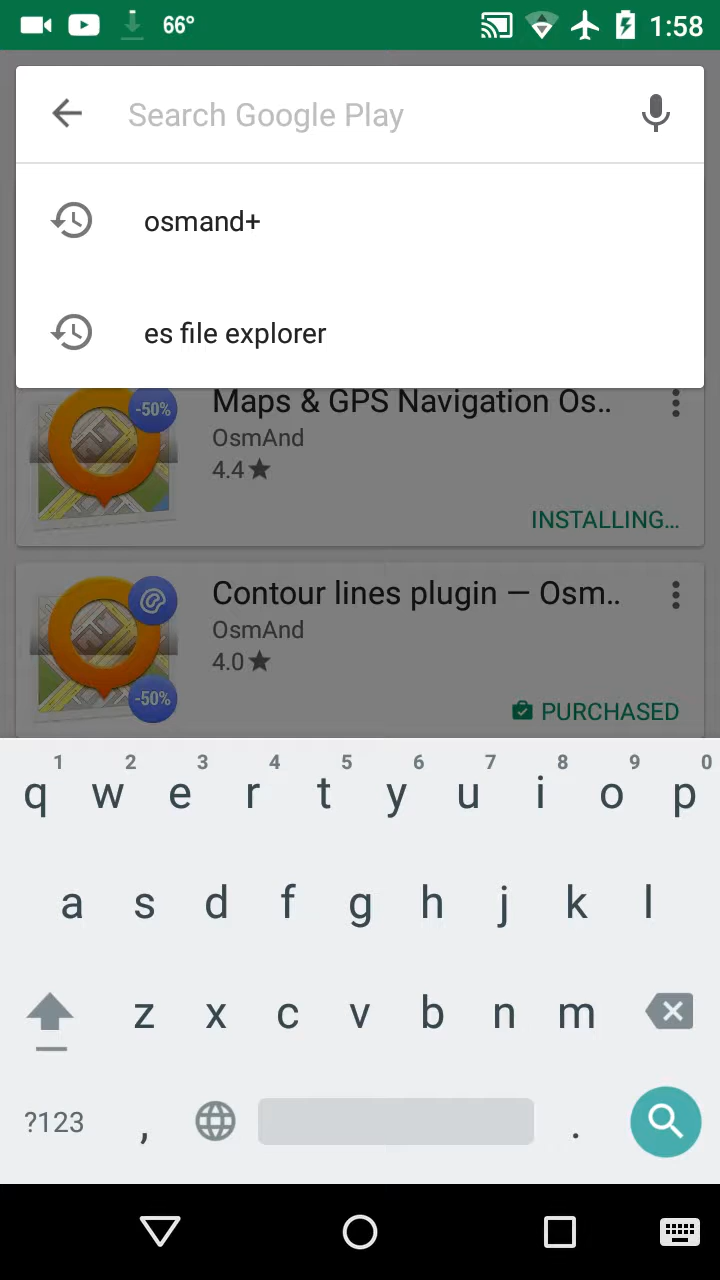 66°
1:58
Search Google Play
osmand+
es file explorer
-50%
Maps & GPS Navigation Os..
OsmAnd
4.4★
INSTALLING...
Contour lines plugin — Osm..
OsmAnd
4.0★
-50%
PURCHASED
1 2 3 4 5 6 7 8 9 0
q w e r t y u i o p
a s d f g h j k l
z x c v b n m
?123 , .